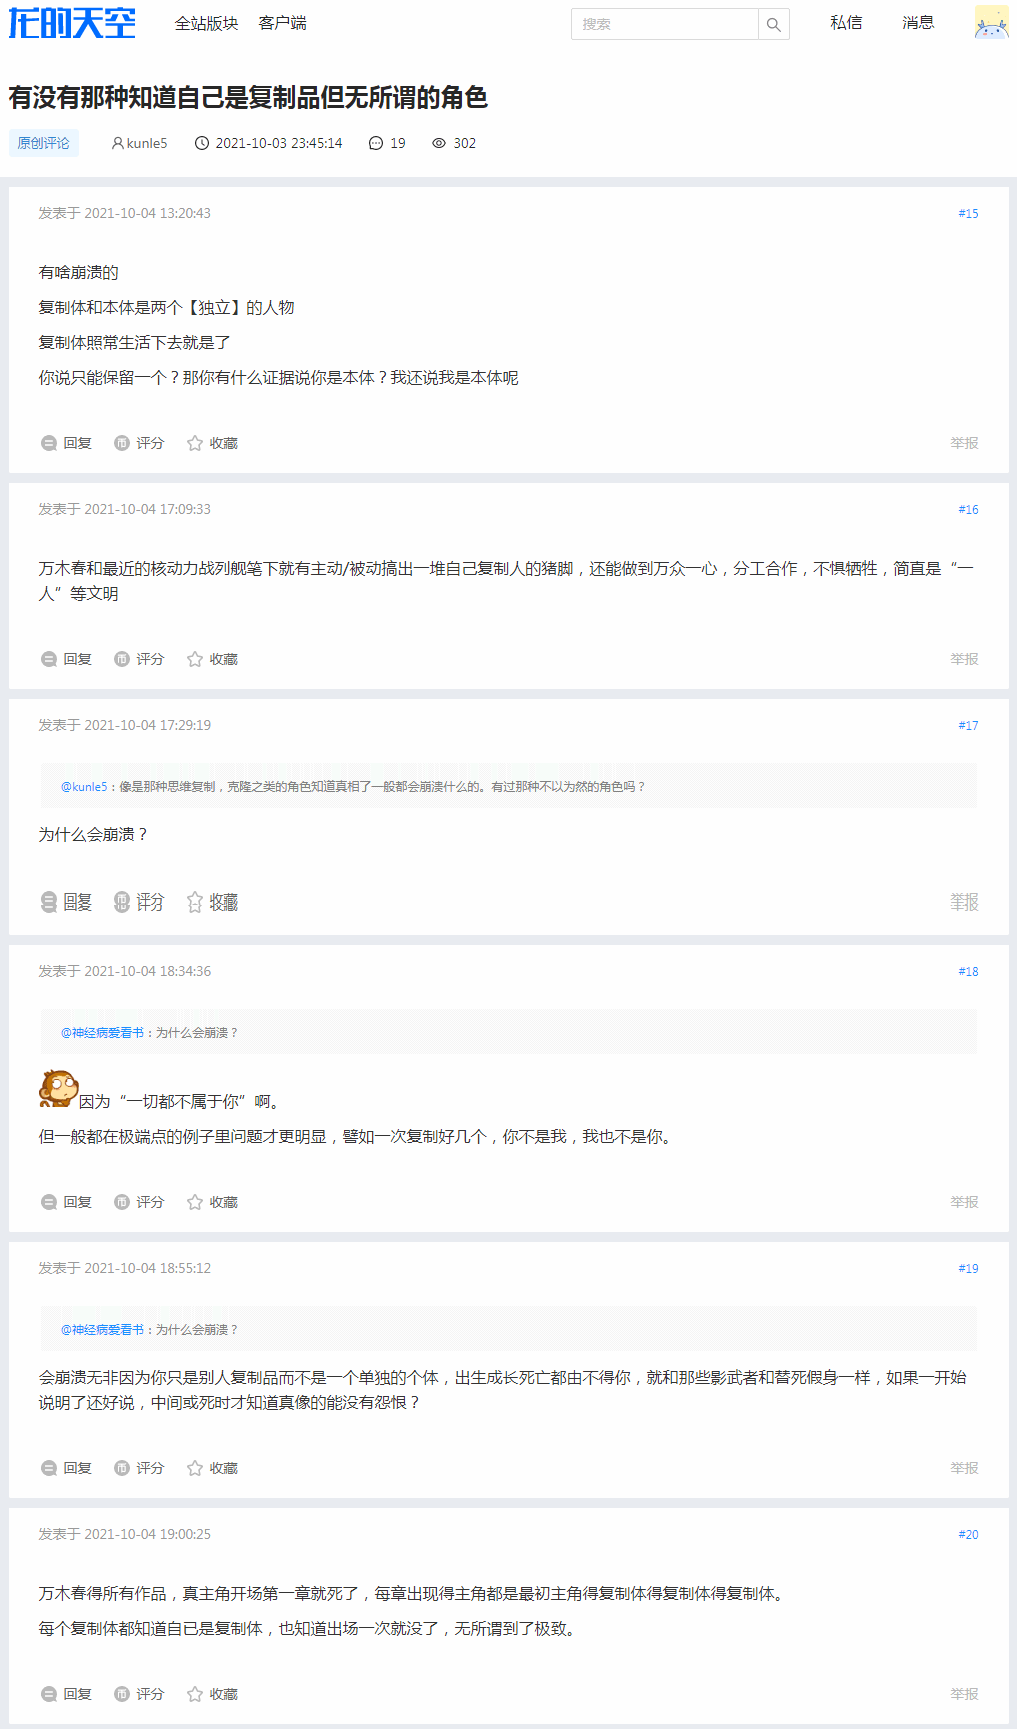 龙的天空 全站版块 客户端 搜索 私信 消息
有没有那种知道自己是复制品但无所谓的角色
原创评论 kunle5 2021-10-03 23:45:14 19 302
发表于 2021-10-04 13:20:43 #15
有啥崩溃的
复制体和本体是两个【独立】的人物
复制体照常生活下去就是了
你说只能保留一个？那你有什么证据说你是本体？我还说我是本体呢
回复 评分 收藏 举报
发表于 2021-10-04 17:09:33 #16
万木春和最近的核动力战列舰笔下就有主动/被动搞出一堆自己复制人的猪脚，还能做到万众一心，分工合作，不惧牺牲，简直是“一
人”等文明
回复 评分 收藏 举报
发表于 2021-10-04 17:29:19 #17
@kunle5：像是那种思维复制，克隆之类的角色知道真相了一般都会崩溃什么的。有过那种不以为然的角色吗？
为什么会崩溃？
回复 评分 收藏 举报
发表于 2021-10-04 18:34:36 #18
@神经病爱看书：为什么会崩溃？
因为“一切都不属于你”啊。
但一般都在极端点的例子里问题才更明显，譬如一次复制好几个，你不是我，我也不是你。
回复 评分 收藏 举报
发表于 2021-10-04 18:55:12 #19
@神经病爱看书：为什么会崩溃？
会崩溃无非因为你只是别人复制品而不是一个单独的个体，出生成长死亡都由不得你，就和那些影武者和替死假身一样，如果一开始
说明了还好说，中间或死时才知道真像的能没有怨恨？
回复 评分 收藏 举报
发表于 2021-10-04 19:00:25 #20
万木春得所有作品，真主角开场第一章就死了，每章出现得主角都是最初主角得复制体得复制体得复制体。
每个复制体都知道自已是复制体，也知道出场一次就没了，无所谓到了极致。
回复 评分 收藏 举报